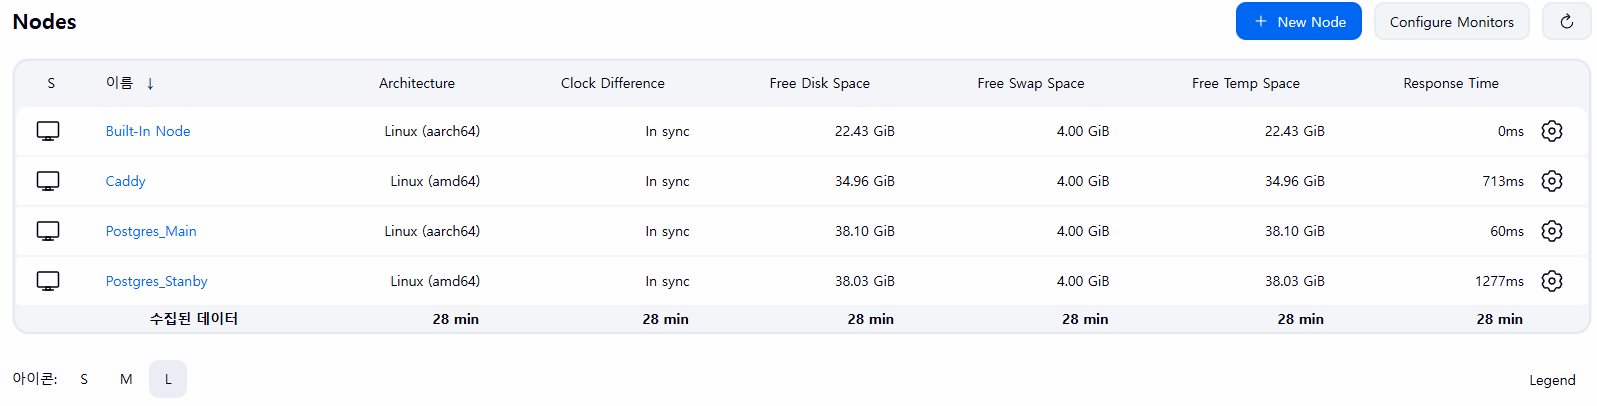 Nodes
+ New Node
Configure Monitors
S 이름 ↓ Architecture Clock Difference Free Disk Space Free Swap Space Free Temp Space Response Time
Built-In Node Linux (aarch64) In sync 22.43 GiB 4.00 GiB 22.43 GiB 0ms
Caddy Linux (amd64) In sync 34.96 GiB 4.00 GiB 34.96 GiB 713ms
Postgres_Main Linux (aarch64) In sync 38.10 GiB 4.00 GiB 38.10 GiB 60ms
Postgres_Stanby Linux (amd64) In sync 38.03 GiB 4.00 GiB 38.03 GiB 1277ms
수집된 데이터 28 min 28 min 28 min 28 min 28 min 28 min
아이콘: S M L Legend